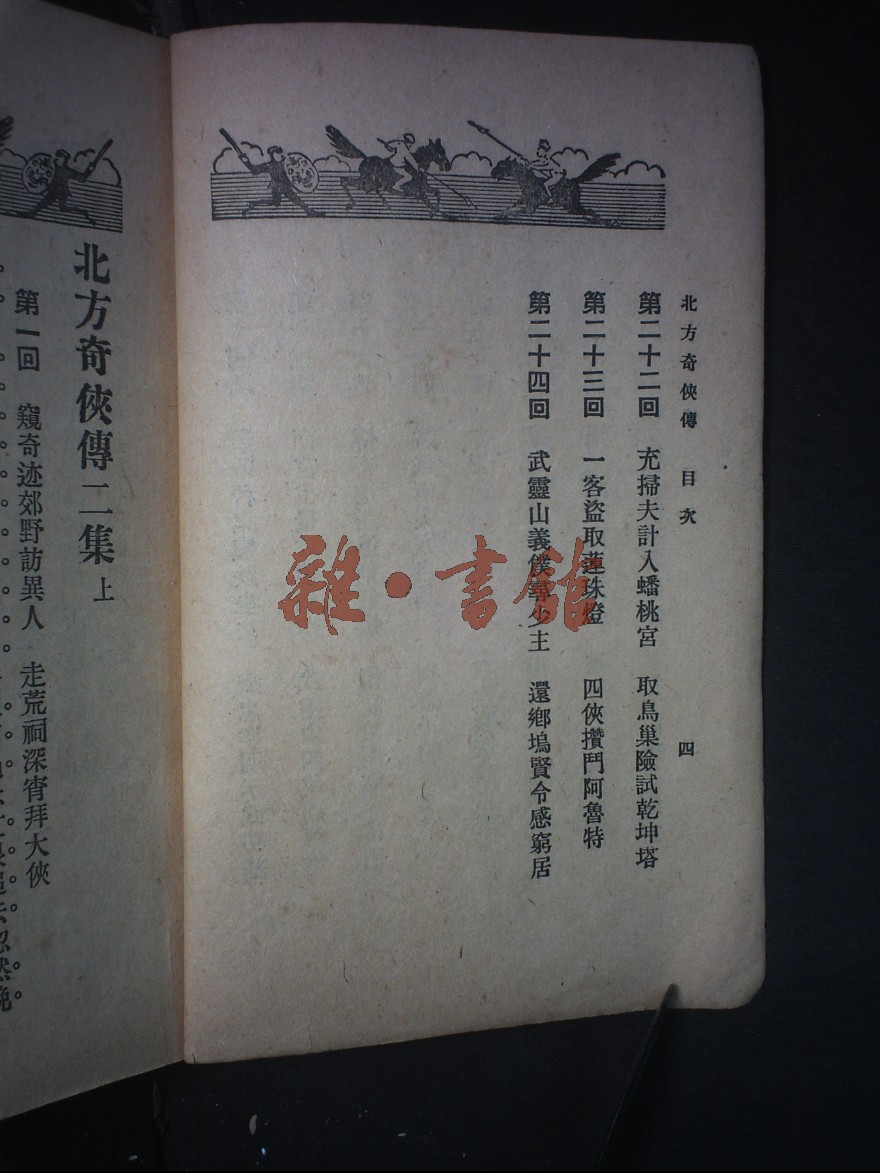 北方奇俠傳 目次 四
第二十二回 充掃夫計入蟠桃宮 取鳥巢險試乾坤塔
第二十三回 一客盜取蓮珠燈 四俠攢鬥阿魯特
第二十四回 武靈山義僕尋少主 還鄉塢賢令感窮居
雜·書館
北方奇俠傳二集 上
第一回 窺奇迹郊野訪異人 走荒祠深宵拜大俠